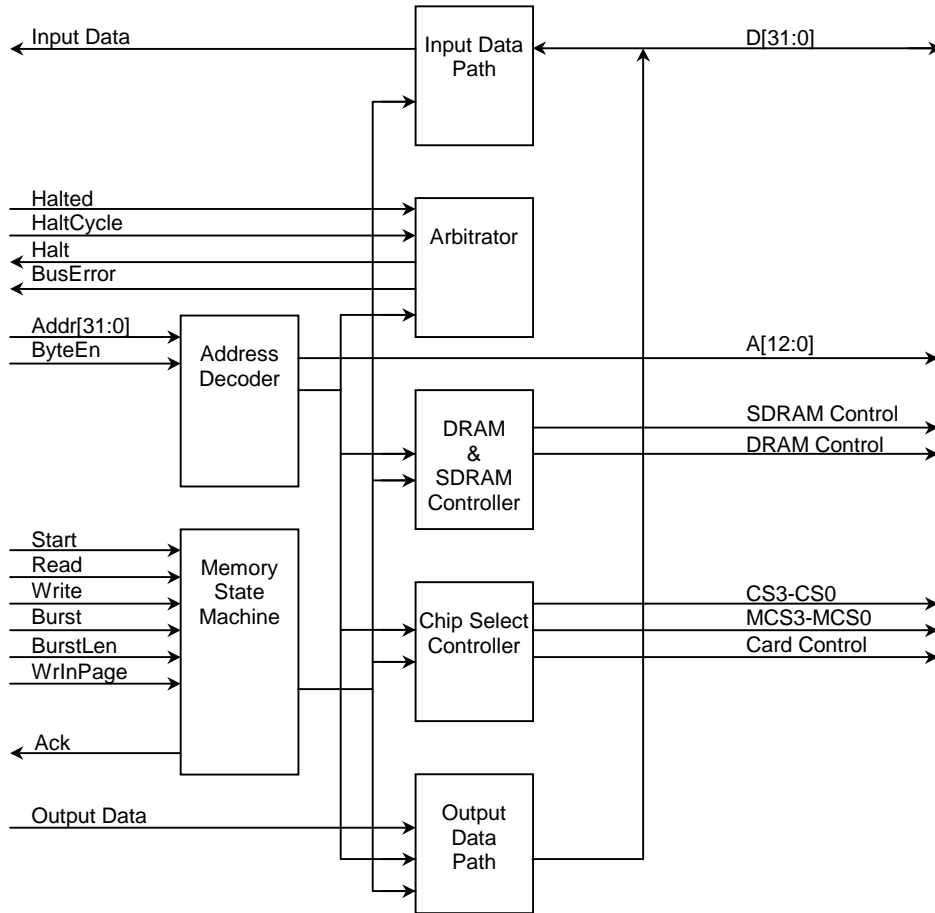 Input Data
Input Data
Path
D[31:0]
Halted
HaltCycle
Halt
BusError
Arbitrator
Addr[31:0]
ByteEn
Address
Decoder
A[12:0]
DRAM
&
SDRAM
Controller
SDRAM Control
DRAM Control
Start
Read
Write
Burst
BurstLen
WrInPage
Ack
Memory
State
Machine
Chip Select
Controller
CS3-CS0
MCS3-MCS0
Card Control
Output Data
Output
Data
Path